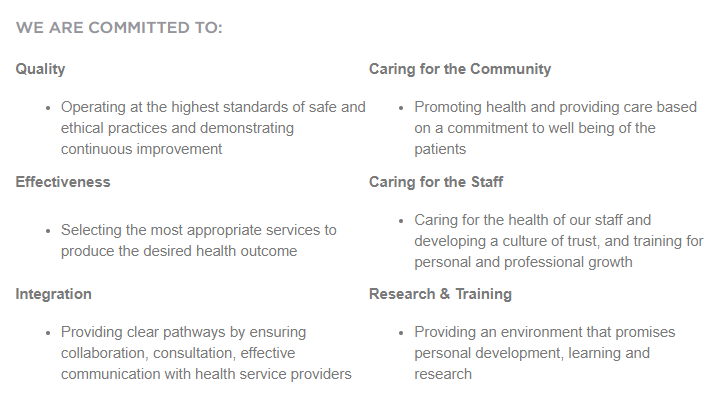 WE ARE COMMITTED TO:
Quality
• Operating at the highest standards of safe and
ethical practices and demonstrating
continuous improvement
Effectiveness
• Selecting the most appropriate services to
produce the desired health outcome
Integration
• Providing clear pathways by ensuring
collaboration, consultation, effective
communication with health service providers
Caring for the Community
• Promoting health and providing care based
on a commitment to well being of the
patients
Caring for the Staff
• Caring for the health of our staff and
developing a culture of trust, and training for
personal and professional growth
Research & Training
• Providing an environment that promises
personal development, learning and
research